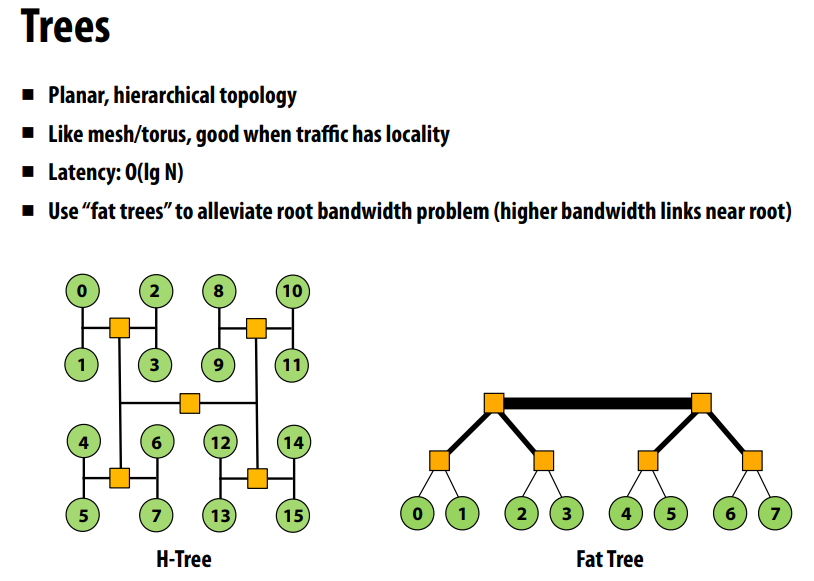 Trees
■ Planar, hierarchical topology
■ Like mesh/torus, good when traffic has locality
■ Latency: O(lg N)
■ Use “fat trees” to alleviate root bandwidth problem (higher bandwidth links near root)
0 2 8 10
1 3 9 11
4 6 12 14
5 7 13 15
H-Tree
0 1 2 3 4 5 6 7
Fat Tree